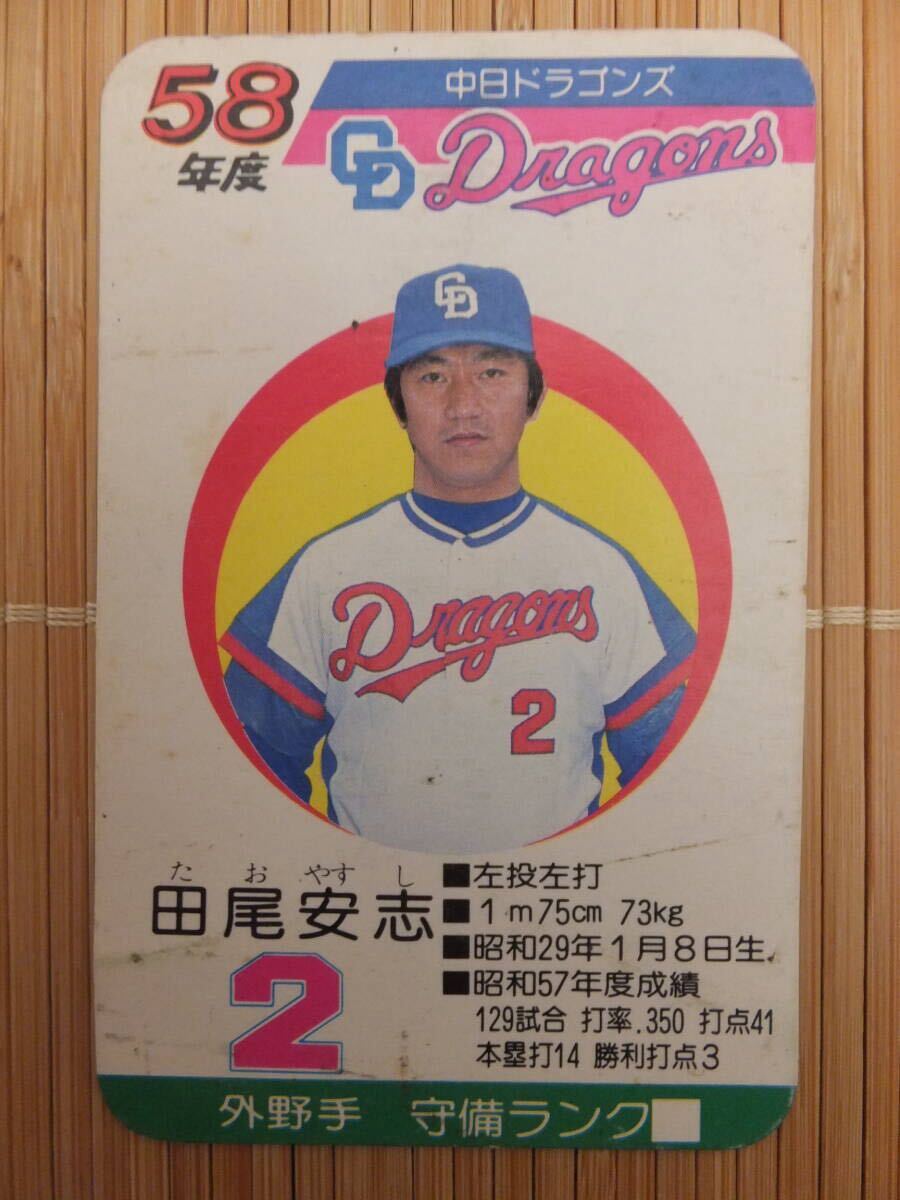 58
年度
中日ドラゴンズ
CD Dragons
CD
Dragons
2
たおやすし
田尾安志
2
■左投左打
■1m75cm 73kg
■昭和29年1月8日生.
■昭和57年度成績
129試合 打率.350 打点41
本塁打14 勝利打点3
外野手 守備ランク